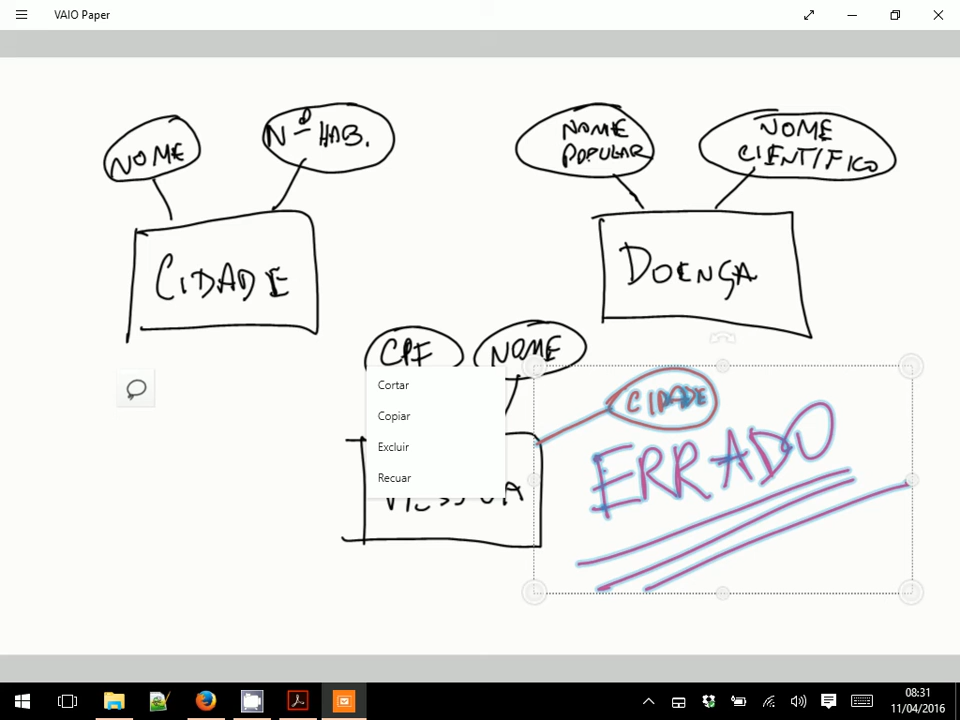 VAIO Paper
NOME
Nº HAB.
NOME
POPULAR
NOME
CIENTÍFICO
CIDADE
DOENÇA
CPF
NOME
Cortar
Copiar
Excluir
Recuar
CIDADE
ERRADO
08:31
11/04/2016